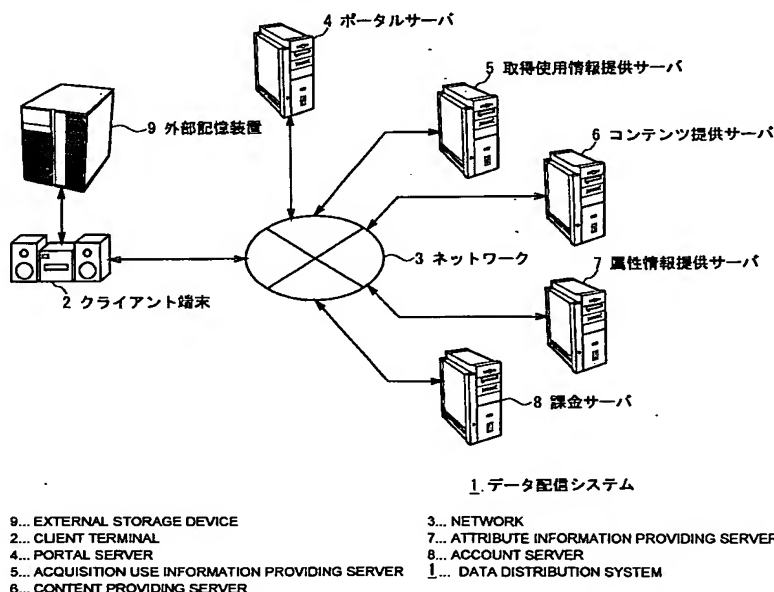 4 ポータルサーバ
5 取得使用情報提供サーバ
9 外部記憶装置
6 コンテンツ提供サーバ
3 ネットワーク
7 属性情報提供サーバ
2 クライアント端末
8 課金サーバ
1.データ配信システム
9... EXTERNAL STORAGE DEVICE
2... CLIENT TERMINAL
4... PORTAL SERVER
5... ACQUISITION USE INFORMATION PROVIDING SERVER
6... CONTENT PROVIDING SERVER
3... NETWORK
7... ATTRIBUTE INFORMATION PROVIDING SERVER
8... ACCOUNT SERVER
1... DATA DISTRIBUTION SYSTEM